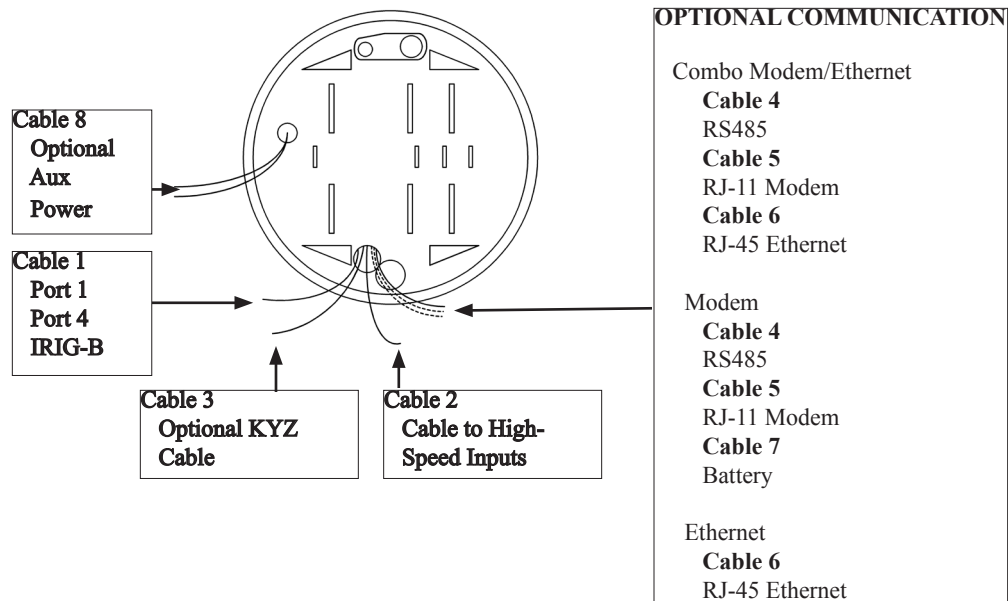 OPTIONAL COMMUNICATION
Combo Modem/Ethernet
Cable 4
RS485
Cable 5
RJ-11 Modem
Cable 6
RJ-45 Ethernet
Modem
Cable 4
RS485
Cable 5
RJ-11 Modem
Cable 7
Battery
Ethernet
Cable 6
RJ-45 Ethernet
Cable 8
Optional
Aux
Power
Cable 1
Port 1
Port 4
IRIG-B
Cable 3
Optional KYZ
Cable
Cable 2
Cable to High-
Speed Inputs